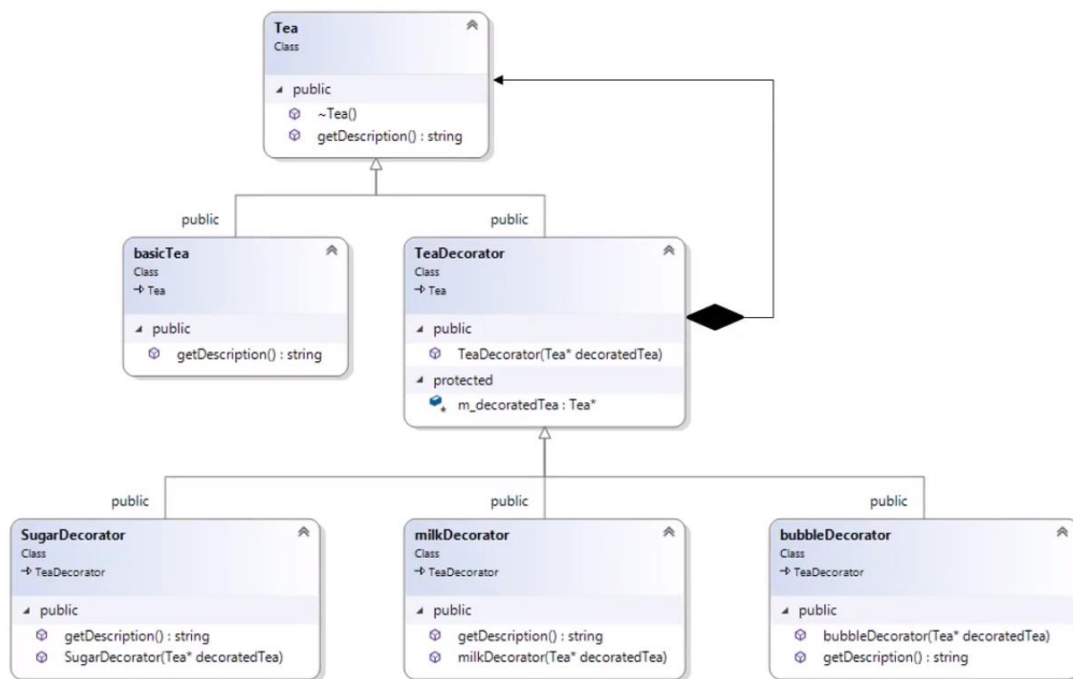 Tea
Class
public
~Tea()
getDescription() : string
public
public
basicTea
Class
Tea
public
getDescription() : string
TeaDecorator
Class
Tea
public
TeaDecorator(Tea* decoratedTea)
protected
m_decoratedTea : Tea*
public
public
public
SugarDecorator
Class
TeaDecorator
public
getDescription() : string
SugarDecorator(Tea* decoratedTea)
milkDecorator
Class
TeaDecorator
public
getDescription() : string
milkDecorator(Tea* decoratedTea)
bubbleDecorator
Class
TeaDecorator
public
bubbleDecorator(Tea* decoratedTea)
getDescription() : string